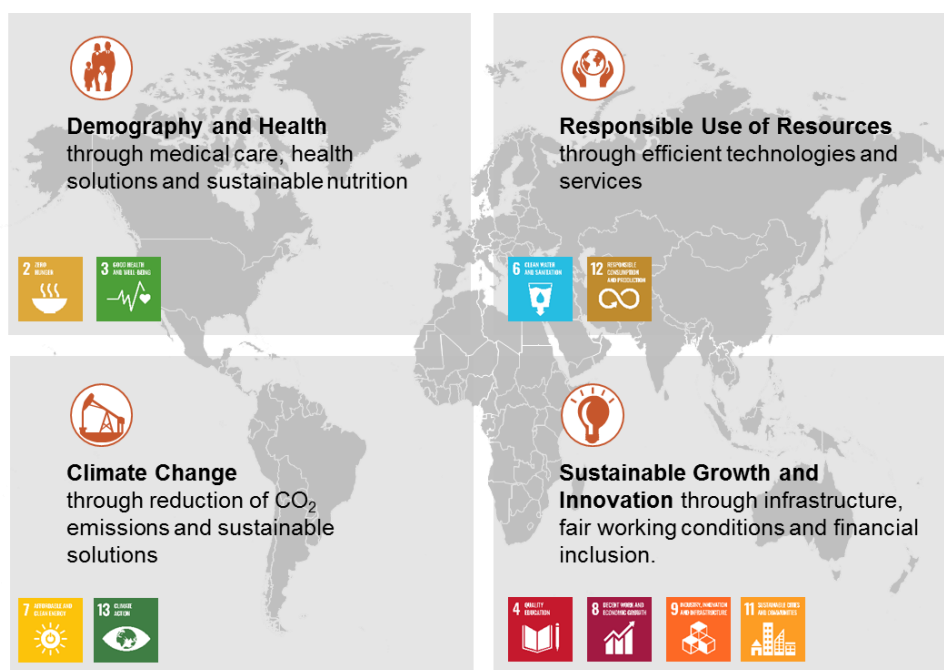 Demography and Health
through medical care, health
solutions and sustainable nutrition
2 ZERO
HUNGER
3 GOOD HEALTH
AND WELL-BEING
Responsible Use of Resources
through efficient technologies and
services
6 CLEAN WATER
AND SANITATION
12 RESPONSIBLE
CONSUMPTION
AND PRODUCTION
Climate Change
through reduction of CO₂
emissions and sustainable
solutions
7 AFFORDABLE AND
CLEAN ENERGY
13 CLIMATE
ACTION
Sustainable Growth and
Innovation through infrastructure,
fair working conditions and financial
inclusion.
4 QUALITY
EDUCATION
8 DECENT WORK AND
ECONOMIC GROWTH
9 INDUSTRY, INNOVATION
AND INFRASTRUCTURE
11 SUSTAINABLE CITIES
AND COMMUNITIES